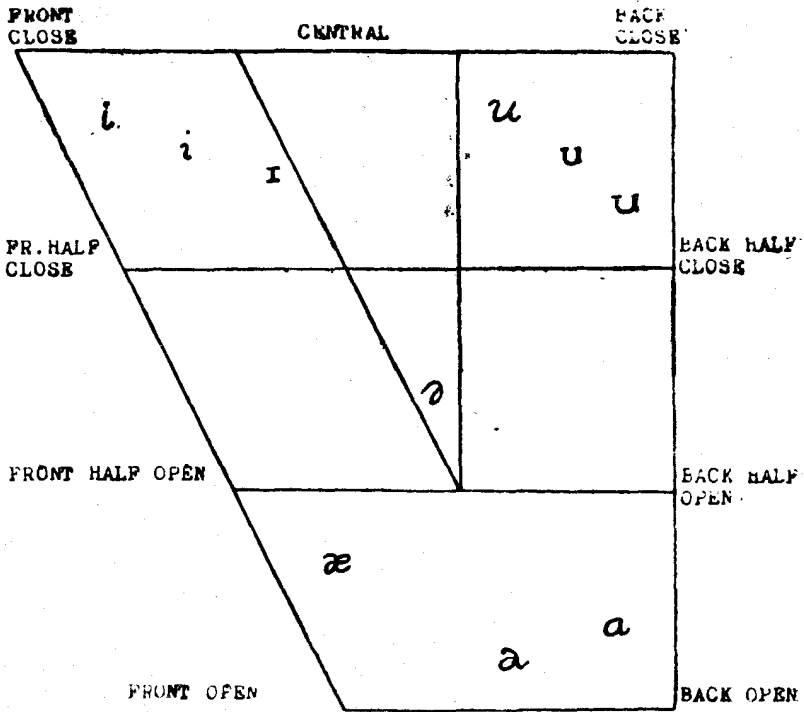 FRONT CLOSE
CENTRAL
BACK CLOSE
i
i
ɪ
u
u
u
FR. HALF CLOSE
BACK HALF CLOSE
ə
FRONT HALF OPEN
BACK HALF OPEN
æ
a
a
FRONT OPEN
BACK OPEN